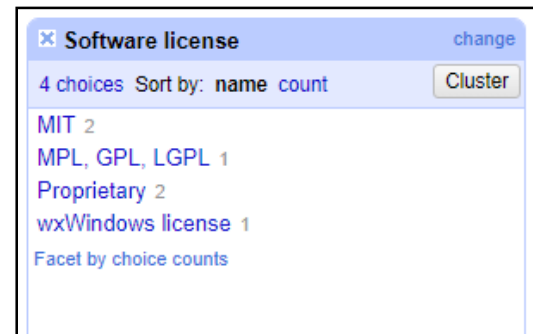 Software license change
4 choices Sort by: name count Cluster
MIT 2
MPL, GPL, LGPL 1
Proprietary 2
wxWindows license 1
Facet by choice counts